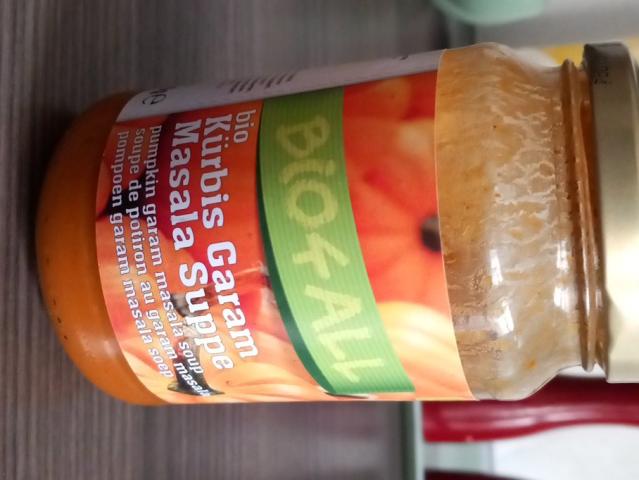 BiO4ALL
bio
Kürbis Garam
Masala Suppe
pumpkin garam masala soup
soupe de potiron au garam masala
pompoen garam masala soep